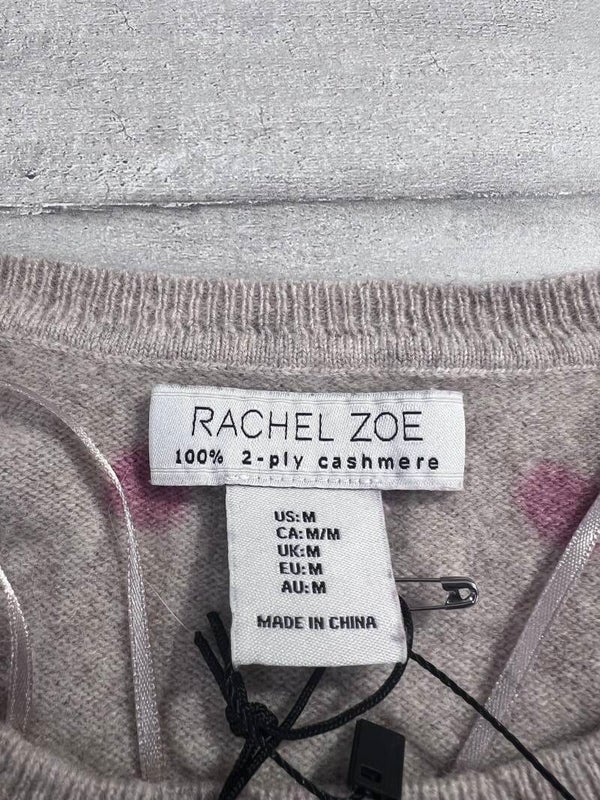 RACHEL ZOE
100% 2-ply cashmere
US:M
CA:M/M
UK:M
EU:M
AU:M
MADE IN CHINA